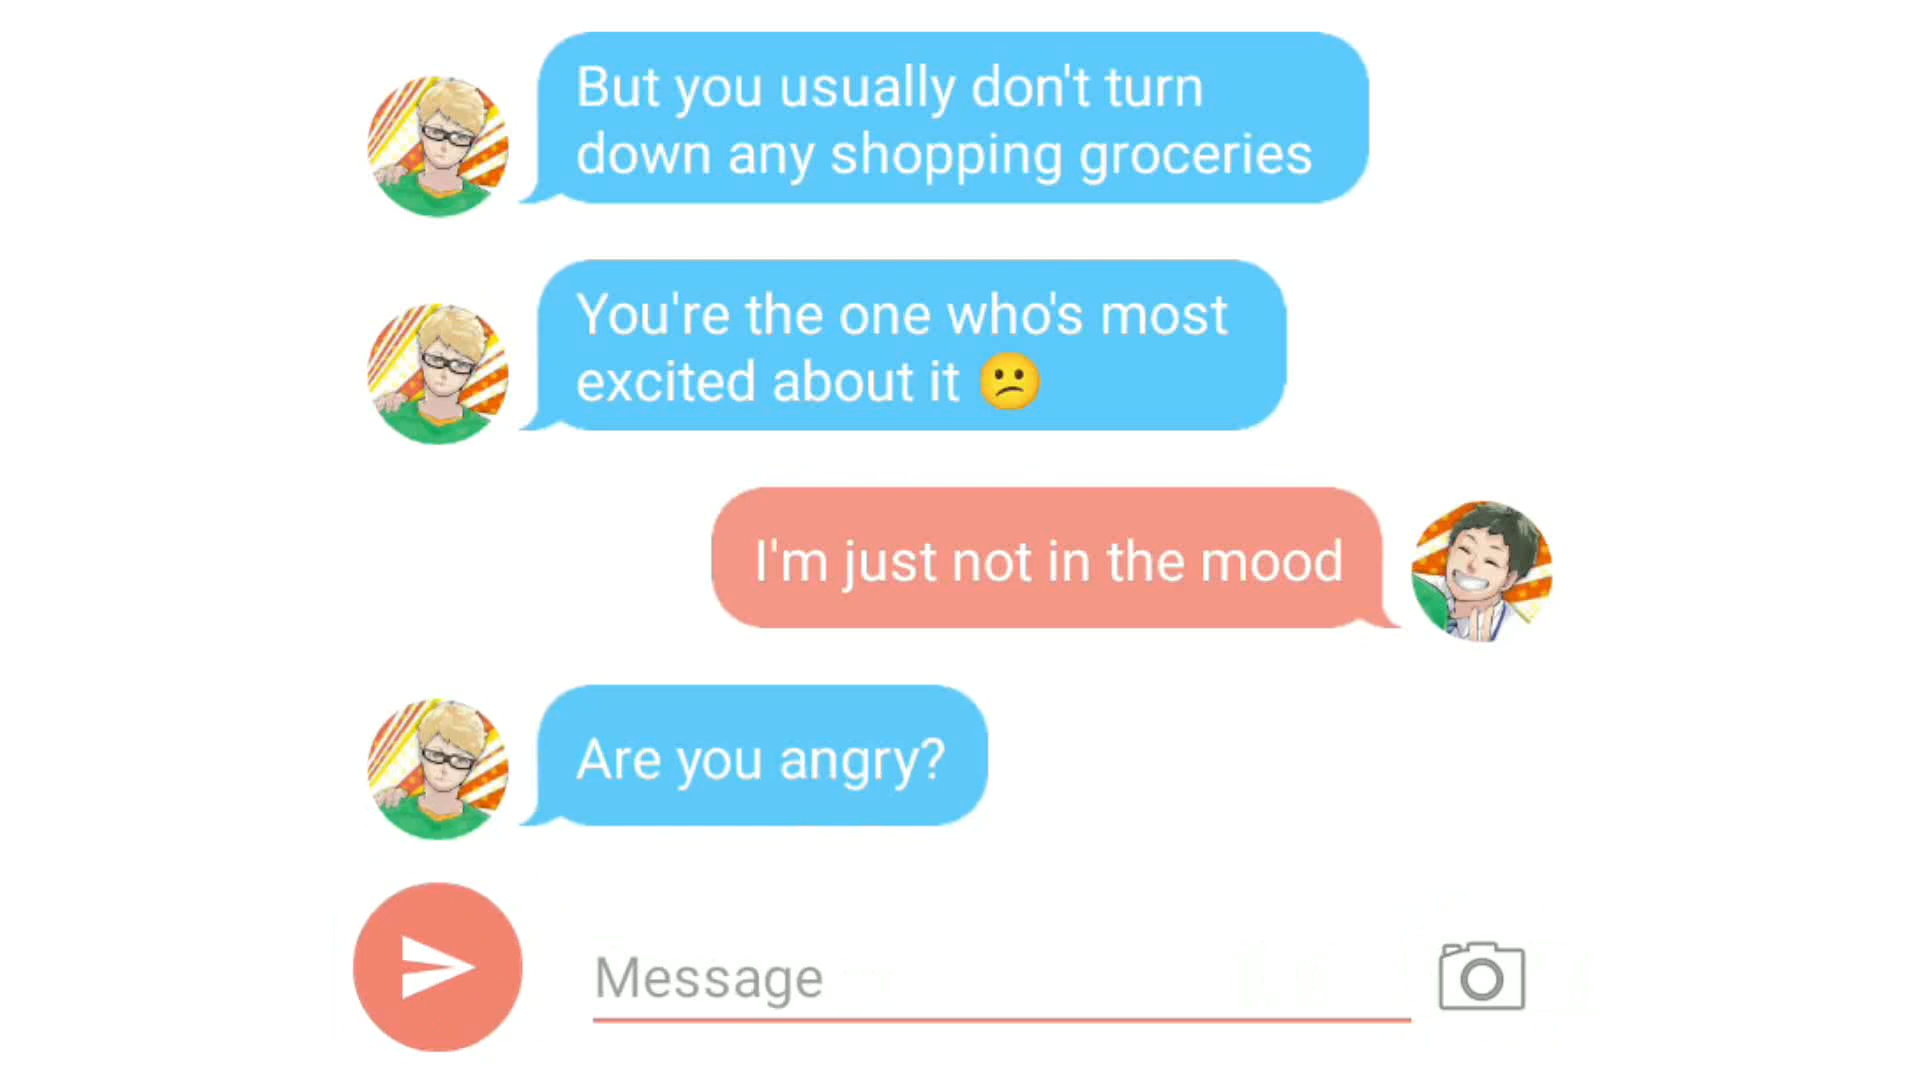 But you usually don't turn
down any shopping groceries
You're the one who's most
excited about it 😕
I'm just not in the mood
Are you angry?
Message